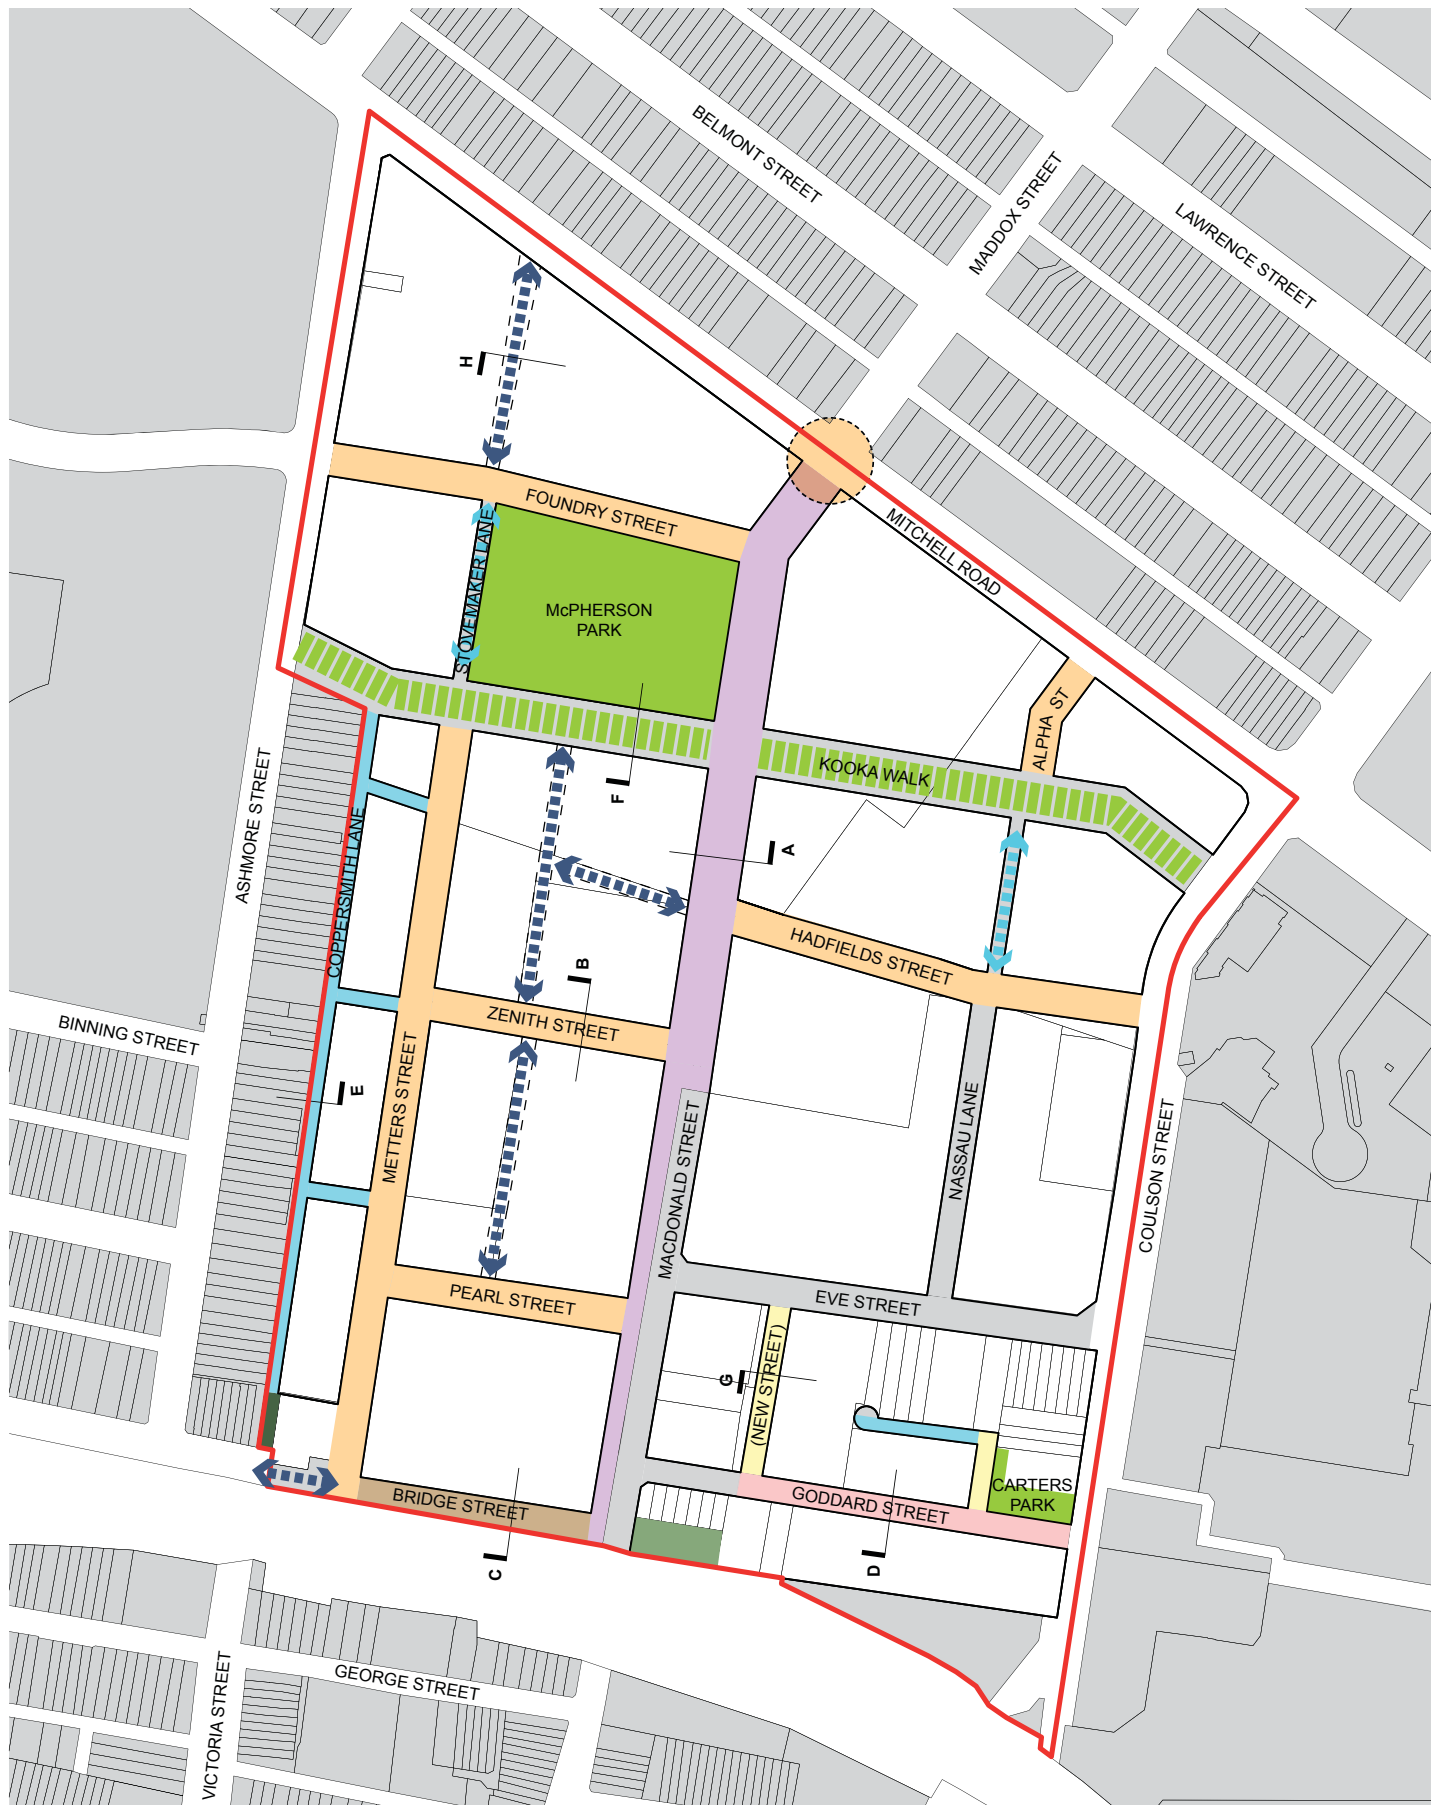 BELMONT STREET
MADDOX STREET
LAWRENCE STREET
H
FOUNDRY STREET
MITCHELL ROAD
STOVEMAKER LANE
McPHERSON
PARK
ALPHA ST
KOOKA WALK
F
A
ASHMORE STREET
COPPERSMITH LANE
HADFIELDS STREET
B
ZENITH STREET
BINNING STREET
E
METTERS STREET
NASSAU LANE
MACDONALD STREET
COULSON STREET
PEARL STREET
EVE STREET
G
(NEW STREET)
CARTERS
PARK
BRIDGE STREET
GODDARD STREET
C
D
GEORGE STREET
VICTORIA STREET